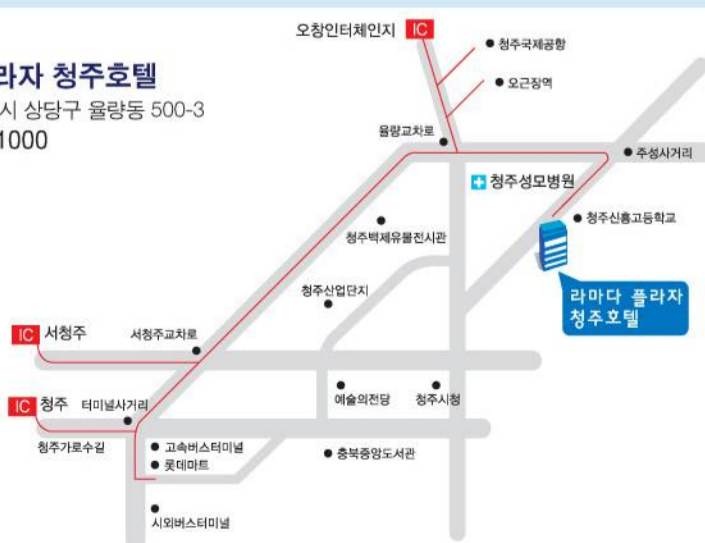 오창인터체인지 IC
청주국제공항
라자 청주호텔
오근장역
시 상당구 율량동 500-3
1000
율량교차로
주성사거리
청주성모병원
청주신흥고등학교
청주백제유물전시관
청주산업단지
라마다 플라자
청주호텔
IC 서청주
서청주교차로
예술의전당
청주시청
IC 청주
터미널사거리
청주가로수길
고속버스터미널
롯데마트
충북중앙도서관
시외버스터미널